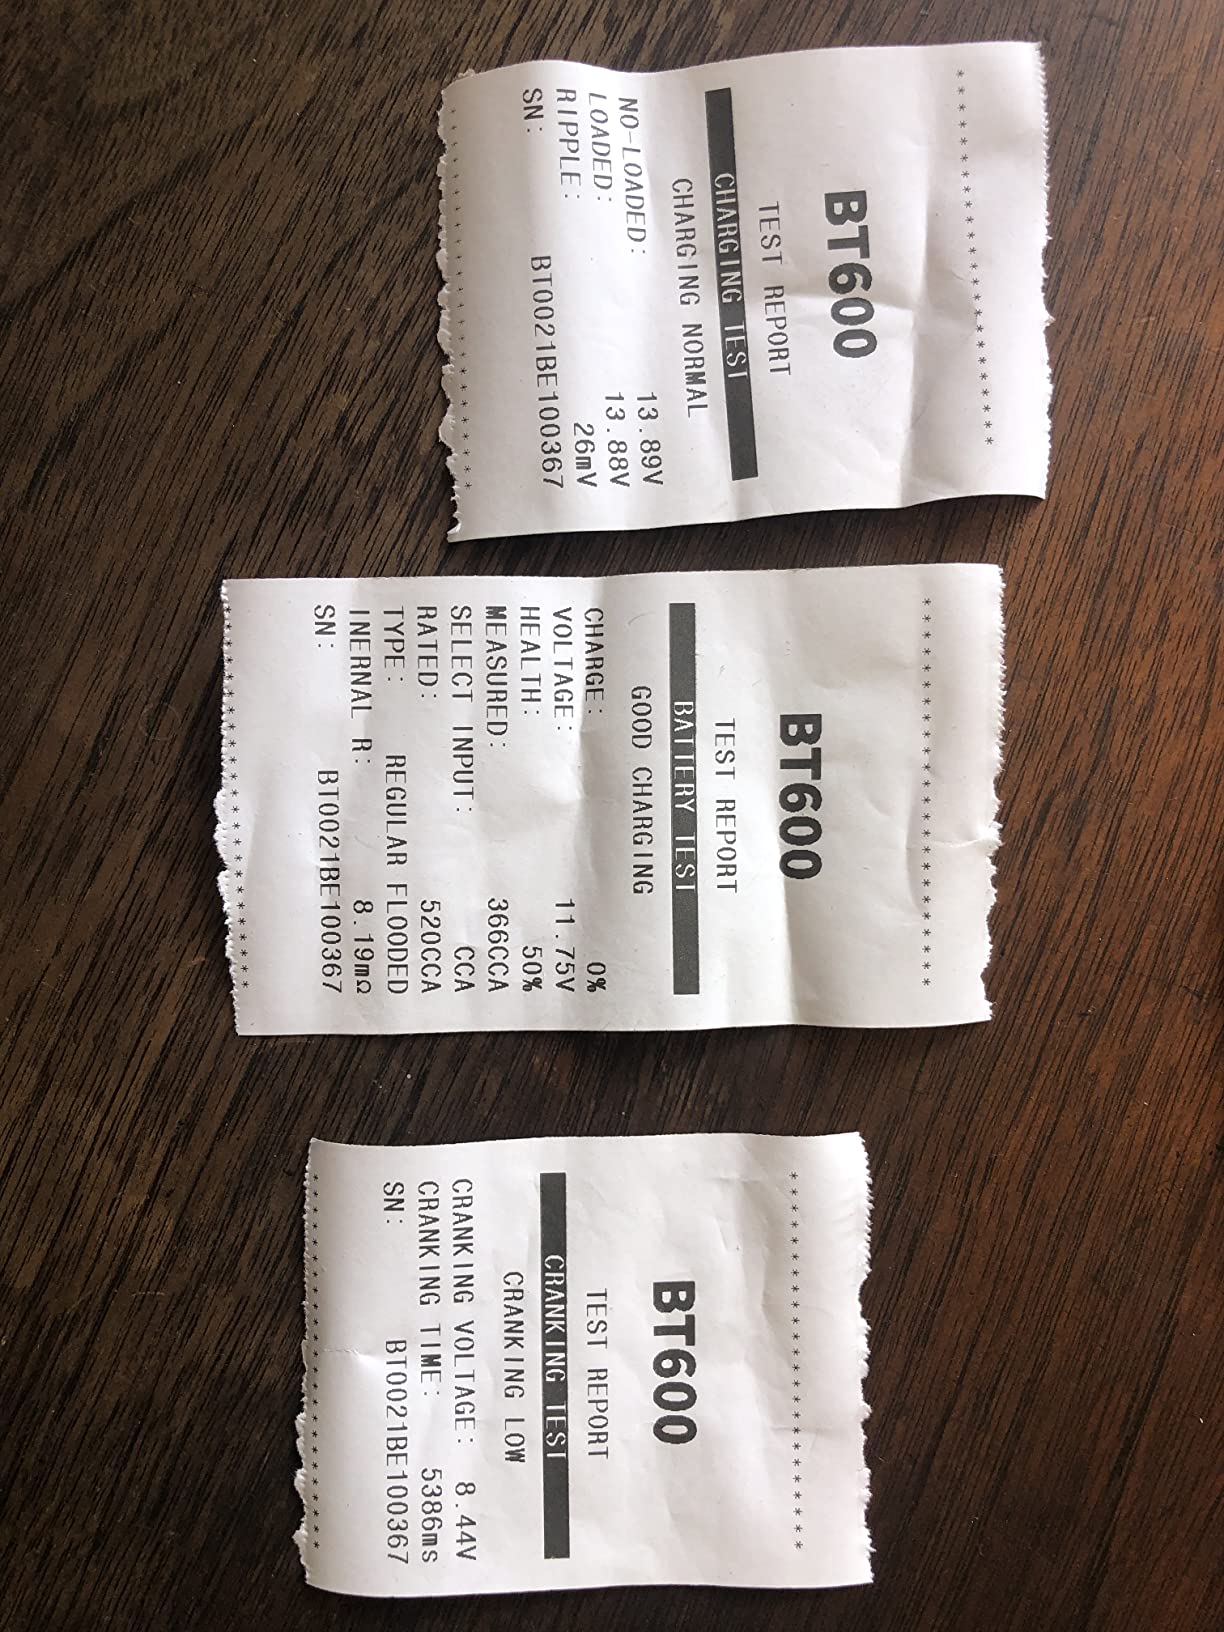 ************************
BT600
TEST REPORT
CHARGING TEST
CHARGING NORMAL
NO-LOADED: 13.89V
LOADED: 13.88V
RIPPLE: 26mV
SN: BT0021BE100367
************************
************************
BT600
TEST REPORT
BATTERY TEST
GOOD CHARGING
CHARGE: 0%
VOLTAGE: 11.75V
HEALTH: 50%
MEASURED: 366CCA
SELECT INPUT: CCA
RATED: 520CCA
TYPE: REGULAR FLOODED
INERNAL R: 8.19mΩ
SN: BT0021BE100367
************************
************************
BT600
TEST REPORT
CRANKING TEST
CRANKING LOW
CRANKING VOLTAGE: 8.44V
CRANKING TIME: 5386ms
SN: BT0021BE100367
************************